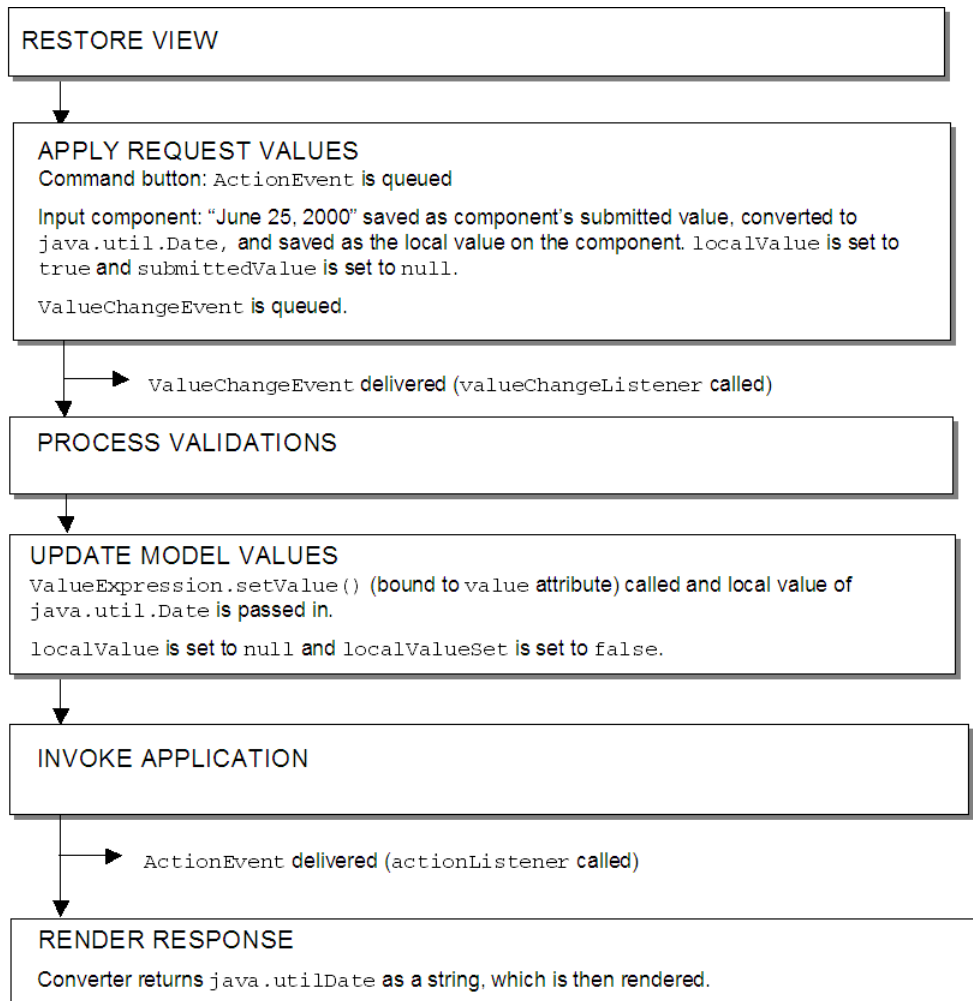 RESTORE VIEW
APPLY REQUEST VALUES
Command button: ActionEvent is queued
Input component: “June 25, 2000” saved as component’s submitted value, converted to
java.util.Date, and saved as the local value on the component. localValue is set to
true and submittedValue is set to null.
ValueChangeEvent is queued.
ValueChangeEvent delivered (valueChangeListener called)
PROCESS VALIDATIONS
UPDATE MODEL VALUES
ValueExpression.setValue() (bound to value attribute) called and local value of
java.util.Date is passed in.
localValue is set to null and localValueSet is set to false.
INVOKE APPLICATION
ActionEvent delivered (actionListener called)
RENDER RESPONSE
Converter returns java.utilDate as a string, which is then rendered.